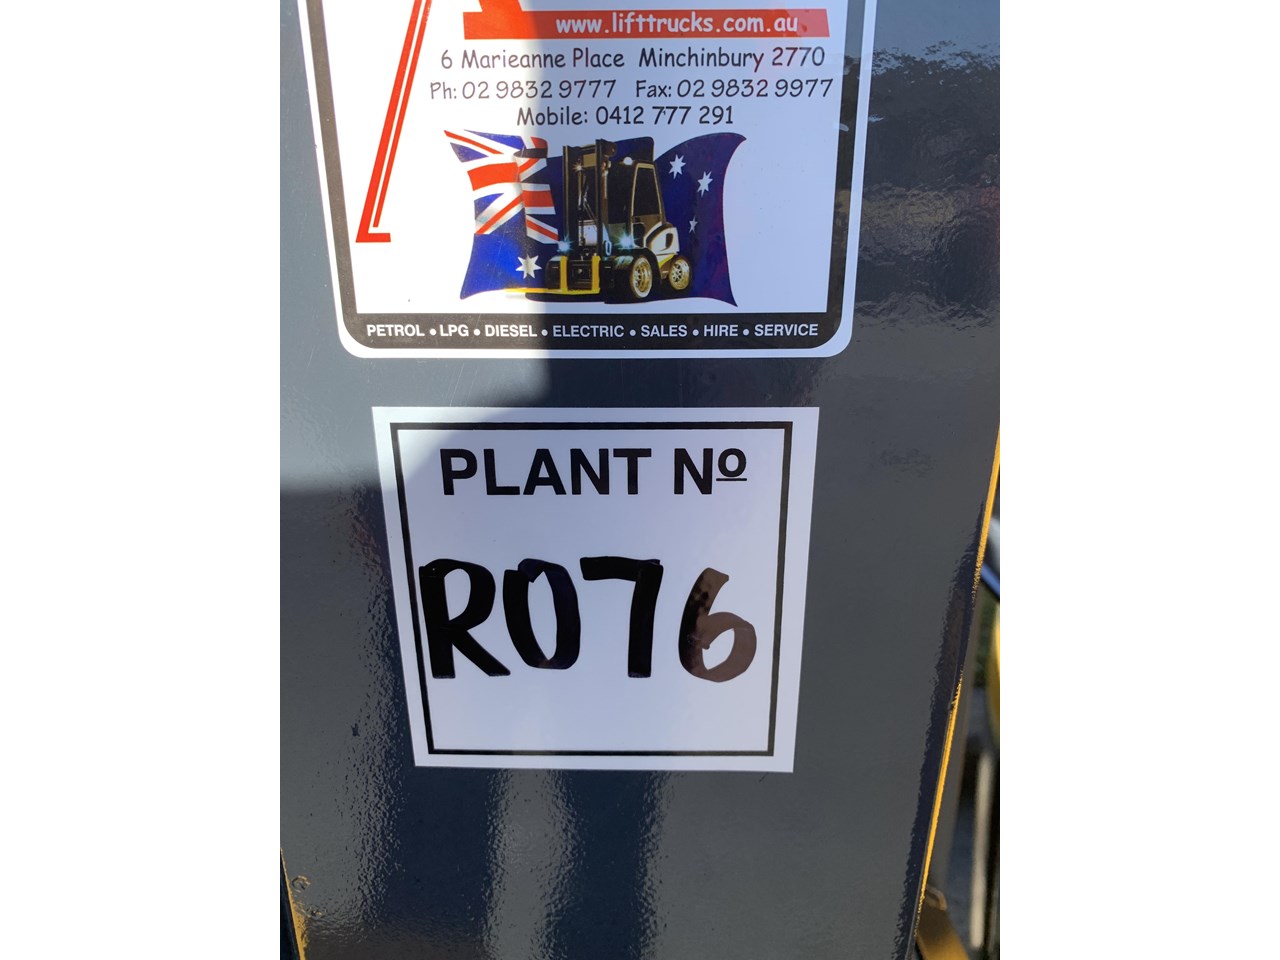 www.lifttrucks.com.au
6 Marieanne Place Minchinbury 2770
Ph: 02 9832 9777 Fax: 02 9832 9977
Mobile: 0412 777 291
PETROL • LPG • DIESEL • ELECTRIC • SALES • HIRE • SERVICE
PLANT Nº
R076